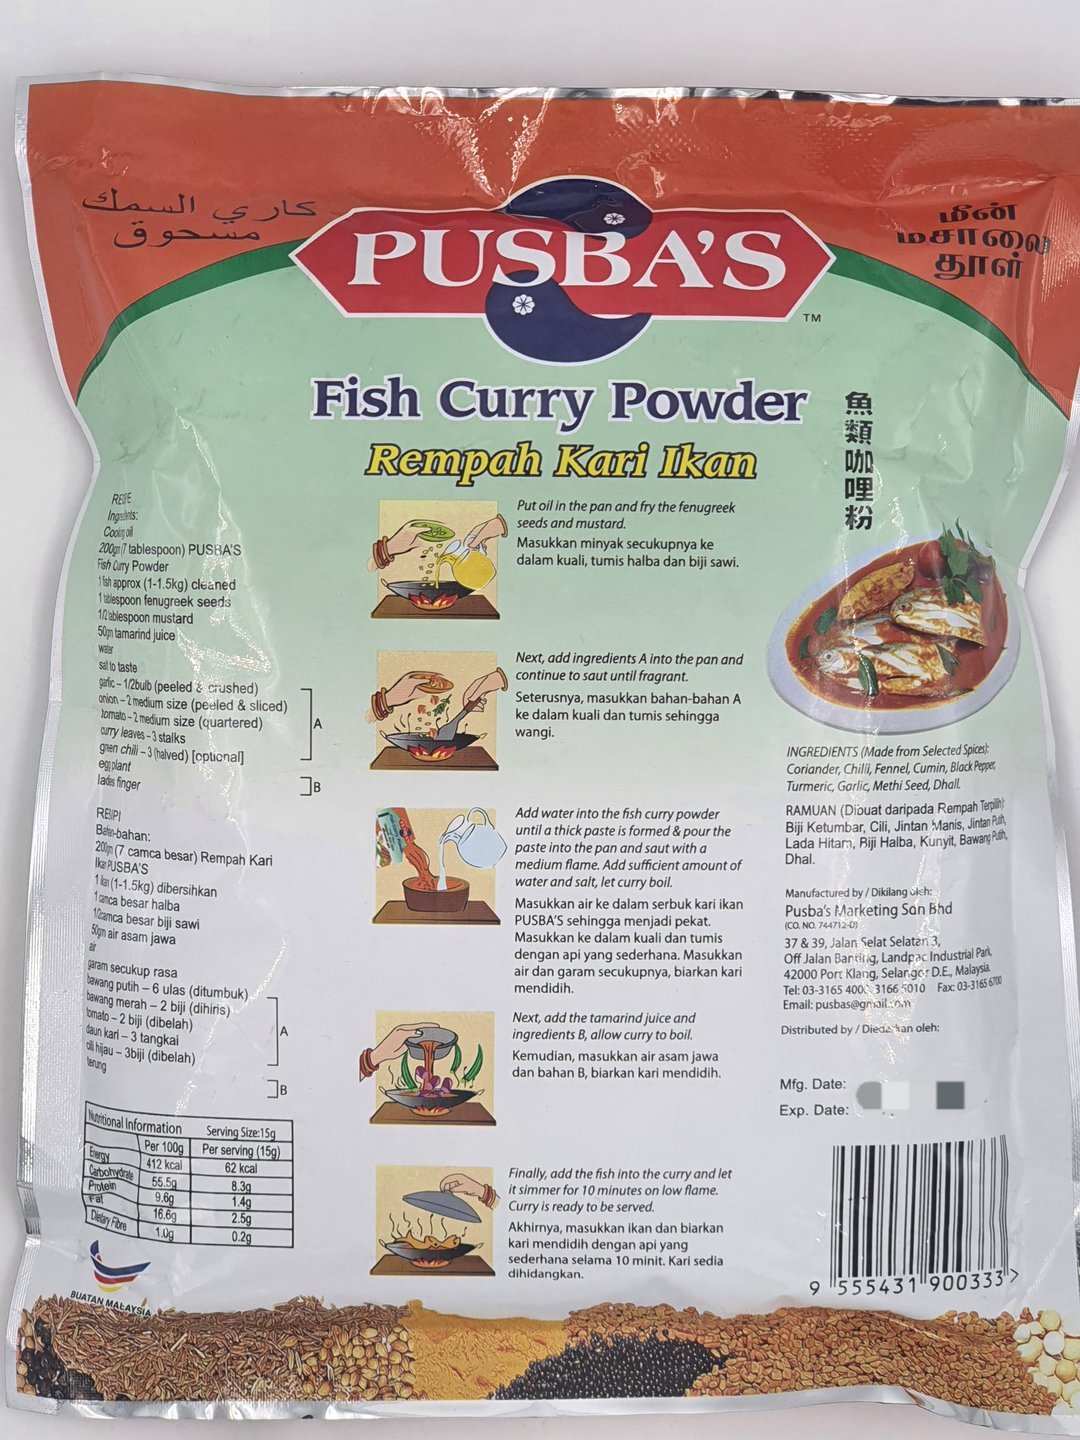 كاري السمك
مسحوق
PUSBA'S
TM
மீன்
மசாலை
தூள்
Fish Curry Powder
Rempah Kari Ikan
魚類咖哩粉
RECIPE
Ingredients:
Cooking oil
200gm (7 tablespoon) PUSBA'S
Fish Curry Powder
1 fish approx (1-1.5kg) cleaned
1 tablespoon fenugreek seeds
1/2 tablespoon mustard
50gm tamarind juice
water
salt to taste
garlic – 1/2bulb (peeled & crushed)
onion – 2 medium size (peeled & sliced)
tomato – 2 medium size (quartered)
curry leaves – 3 stalks
green chili – 3 (halved) [optional]
A
eggplant
ladies finger
B
RESIPI
Bahan-bahan:
200gm (7 camca besar) Rempah Kari
Ikan PUSBA'S
1 ikan (1-1.5kg) dibersihkan
1 camca besar halba
1/2camca besar biji sawi
50gm air asam jawa
air
garam secukup rasa
bawang putih – 6 ulas (ditumbuk)
bawang merah – 2 biji (dihiris)
tomato – 2 biji (dibelah)
daun kari – 3 tangkai
cili hijau – 3biji (dibelah)
A
terung
B
Nutritional Information Serving Size:15g
Per 100g Per serving (15g)
Energy 412 kcal 62 kcal
Carbohydrate 55.5g 8.3g
Protein 9.6g 1.4g
Fat 16.6g 2.5g
Dietary Fibre 1.0g 0.2g
BUATAN MALAYSIA
Put oil in the pan and fry the fenugreek
seeds and mustard.
Masukkan minyak secukupnya ke
dalam kuali, tumis halba dan biji sawi.
Next, add ingredients A into the pan and
continue to saut until fragrant.
Seterusnya, masukkan bahan-bahan A
ke dalam kuali dan tumis sehingga
wangi.
Add water into the fish curry powder
until a thick paste is formed & pour the
paste into the pan and saut with a
medium flame. Add sufficient amount of
water and salt, let curry boil.
Masukkan air ke dalam serbuk kari ikan
PUSBA'S sehingga menjadi pekat.
Masukkan ke dalam kuali dan tumis
dengan api yang sederhana. Masukkan
air dan garam secukupnya, biarkan kari
mendidih.
Next, add the tamarind juice and
ingredients B, allow curry to boil.
Kemudian, masukkan air asam jawa
dan bahan B, biarkan kari mendidih.
Finally, add the fish into the curry and let
it simmer for 10 minutes on low flame.
Curry is ready to be served.
Akhirnya, masukkan ikan dan biarkan
kari mendidih dengan api yang
sederhana selama 10 minit. Kari sedia
dihidangkan.
INGREDIENTS (Made from Selected Spices):
Coriander, Chilli, Fennel, Cumin, Black Pepper,
Turmeric, Garlic, Methi Seed, Dhall.
RAMUAN (Dibuat daripada Rempah Terpilih):
Biji Ketumbar, Cili, Jintan Manis, Jintan Putih,
Lada Hitam, Biji Halba, Kunyit, Bawang Putih,
Dhal.
Manufactured by / Dikilang oleh:
Pusba's Marketing Sdn Bhd
(CO. NO. 744712-D)
37 & 39, Jalan Selat Selatan 3,
Off Jalan Banting, Landpac Industrial Park,
42000 Port Klang, Selangor D.E., Malaysia.
Tel: 03-3165 4000, 3166 5010 Fax: 03-3165 6700
Email: pusbas@gmail.com
Distributed by / Diedarkan oleh:
Mfg. Date:
Exp. Date:
9 555431 900333 >